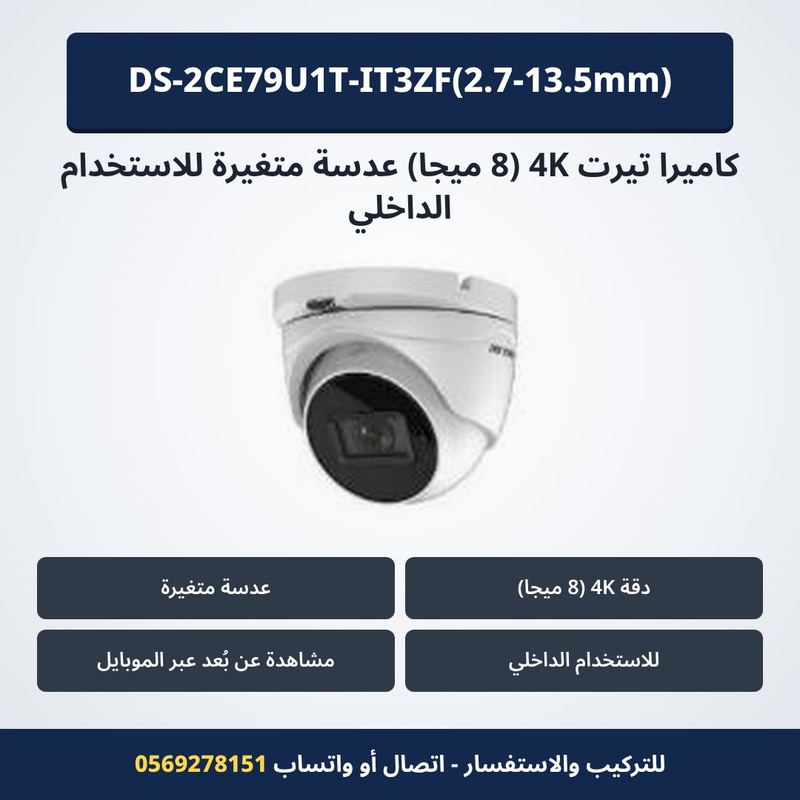 DS-2CE79U1T-IT3ZF(2.7-13.5mm)
كاميرا تيرت 4K (8 ميجا) عدسة متغيرة للاستخدام
الداخلي
دقة 4K (8 ميجا)
عدسة متغيرة
للاستخدام الداخلي
مشاهدة عن بُعد عبر الموبايل
للتركيب والاستفسار - اتصال أو واتساب 0569278151